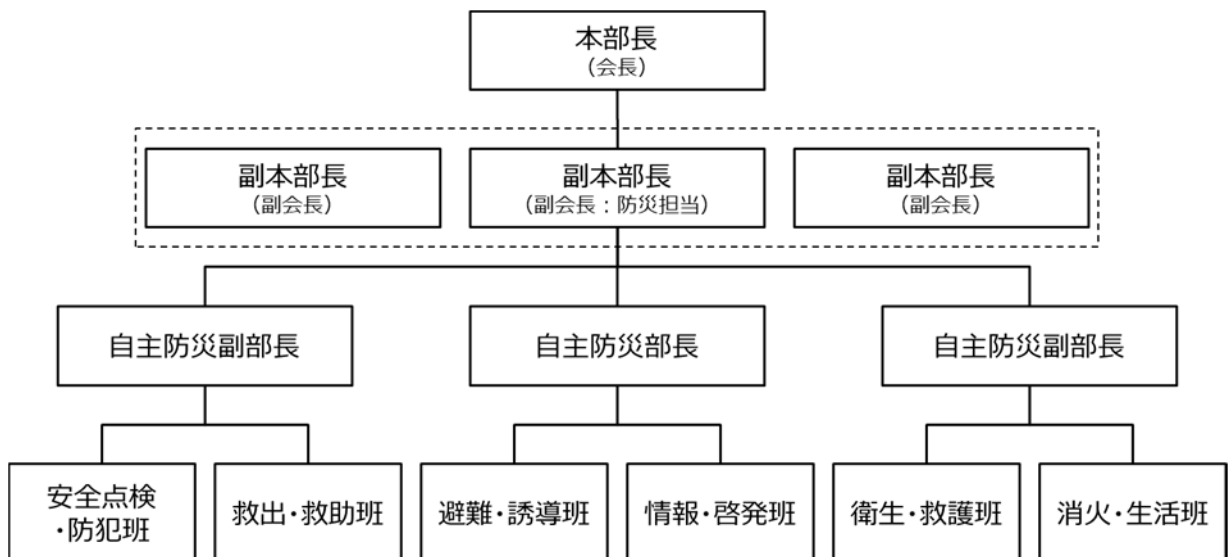 本部長
（会長）
副本部長
（副会長）
副本部長
（副会長：防災担当）
副本部長
（副会長）
自主防災副部長
自主防災部長
自主防災副部長
安全点検
・防犯班
救出・救助班
避難・誘導班
情報・啓発班
衛生・救護班
消火・生活班